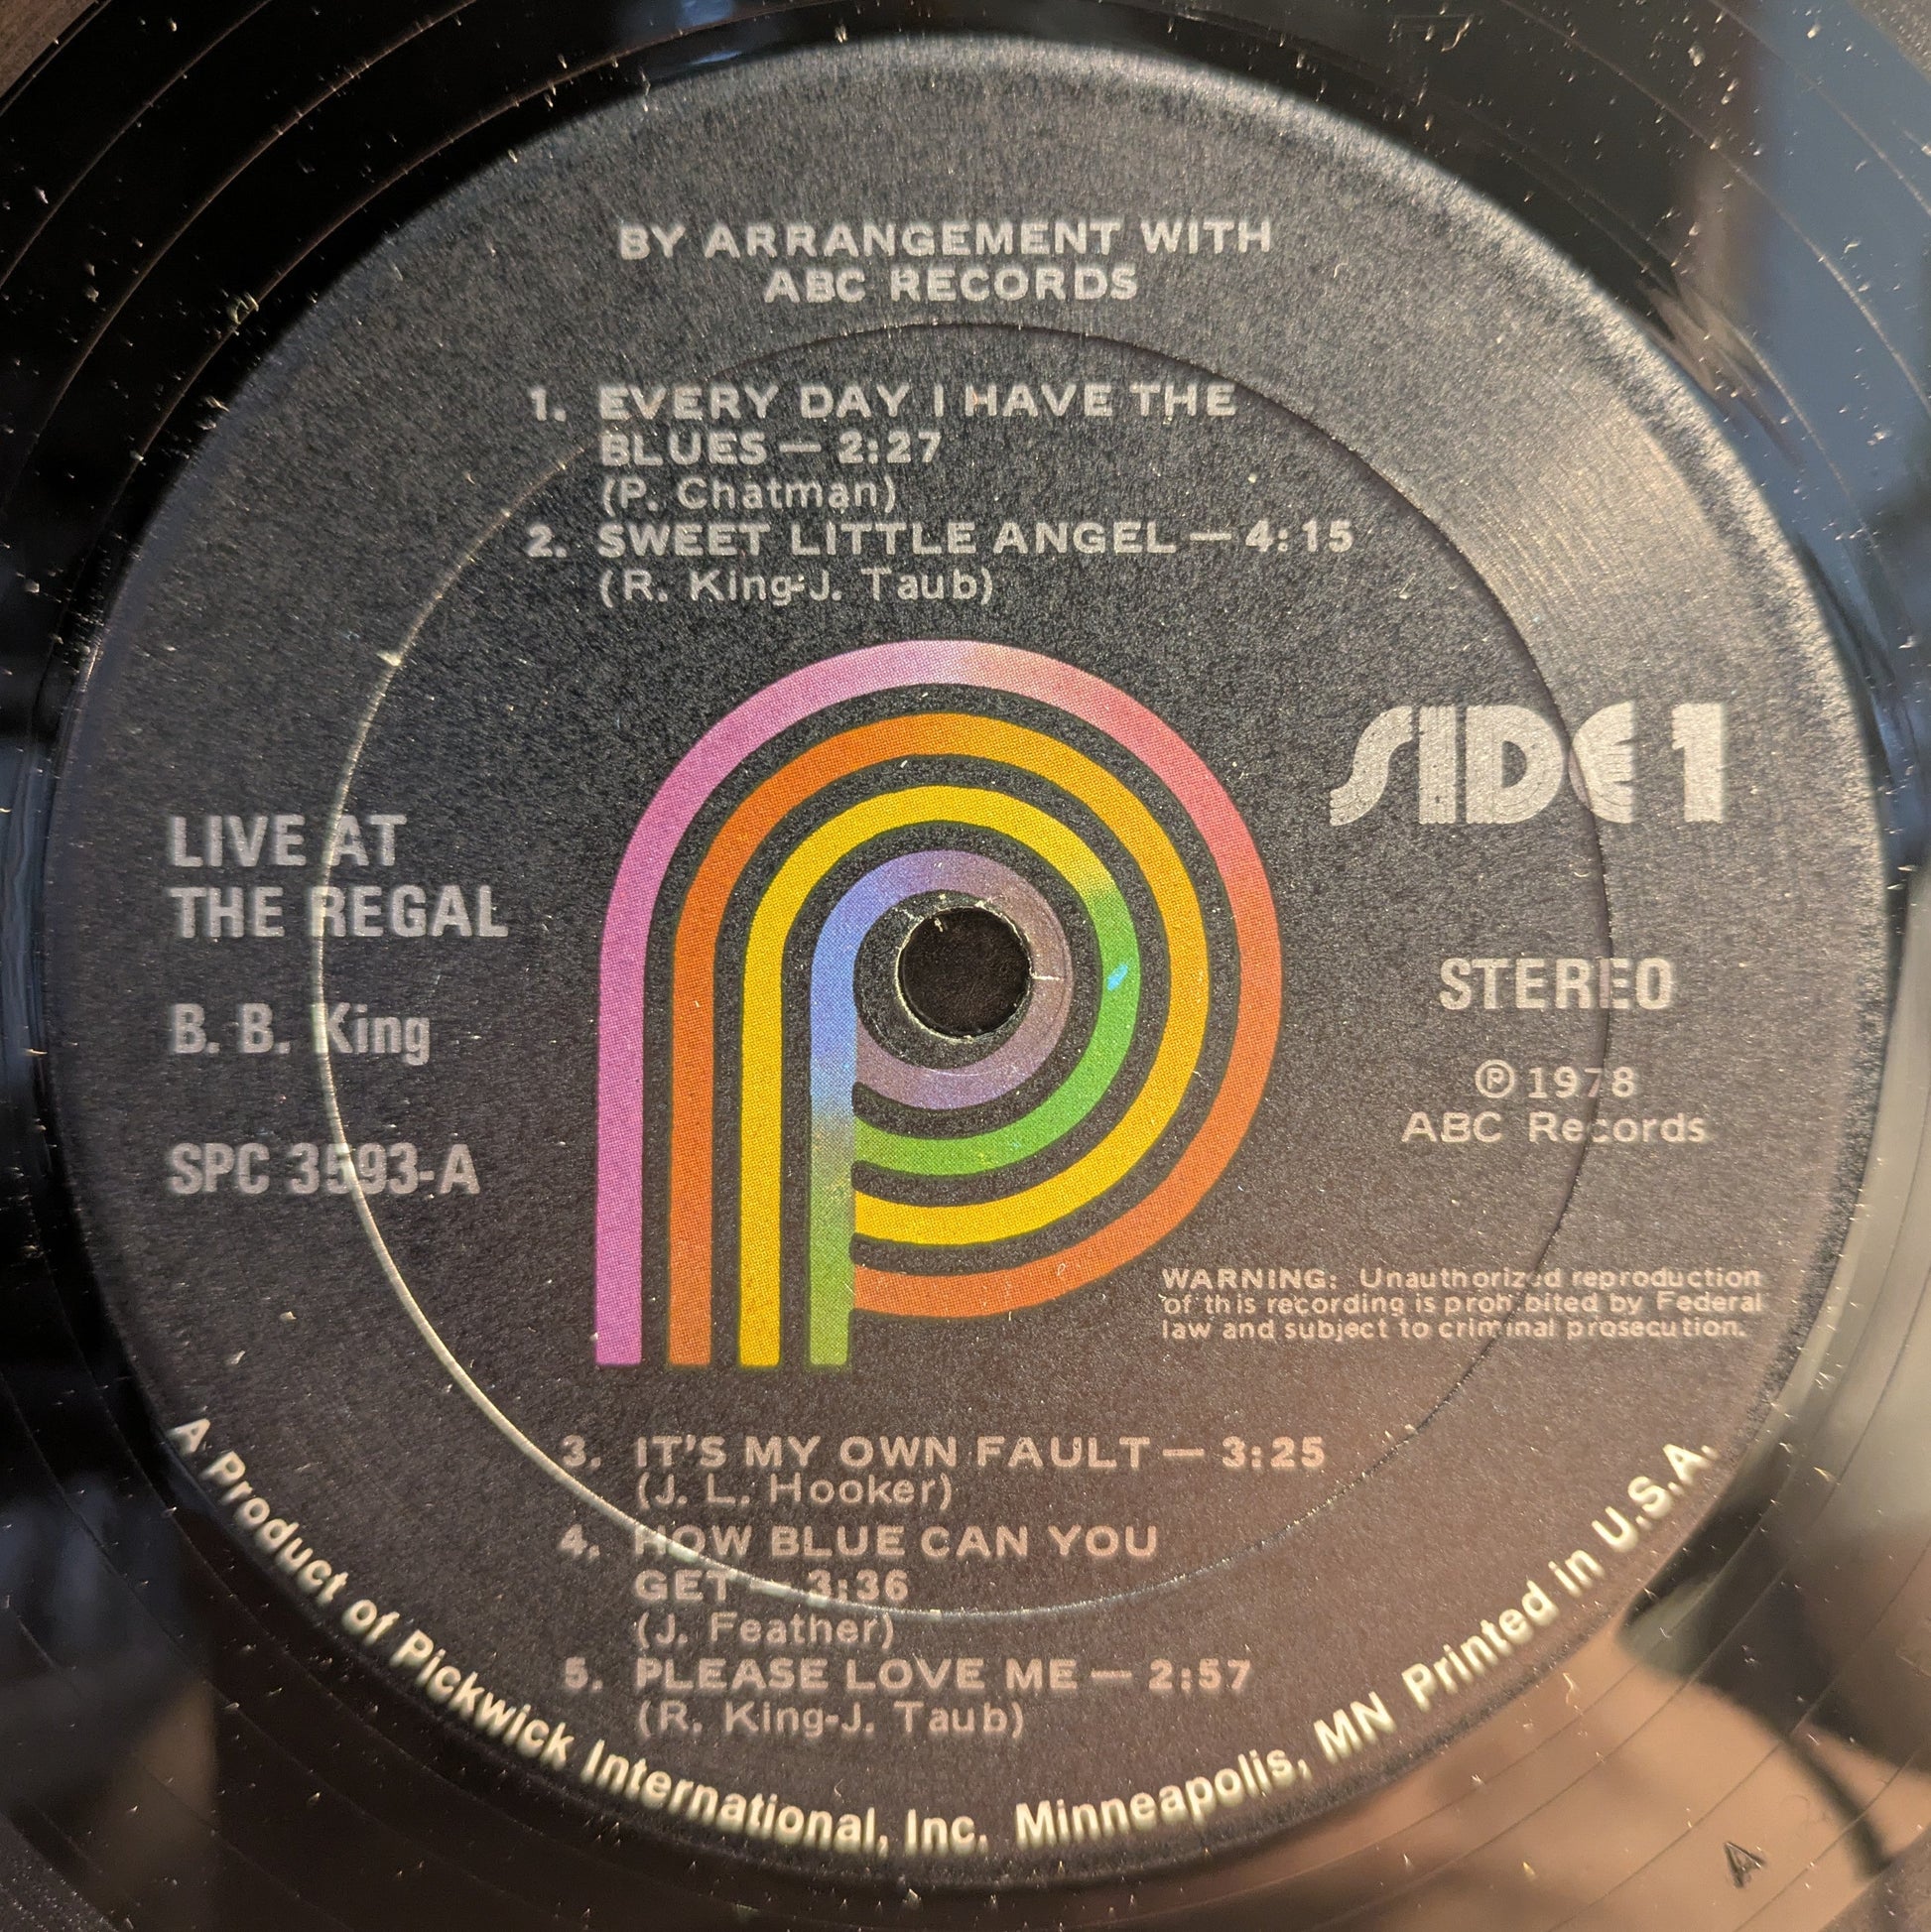 BY ARRANGEMENT WITH
ABC RECORDS
1. EVERY DAY I HAVE THE
BLUES — 2:27
(P. Chatman)
2. SWEET LITTLE ANGEL — 4:15
(R. King-J. Taub)
SIDE 1
LIVE AT
THE REGAL
B. B. King
SPC 3593-A
STEREO
Ⓟ 1978
ABC Records
WARNING: Unauthorized reproduction
of this recording is prohibited by Federal
law and subject to criminal prosecution.
3. IT'S MY OWN FAULT — 3:25
(J. L. Hooker)
4. HOW BLUE CAN YOU
GET — 3:36
(J. Feather)
5. PLEASE LOVE ME — 2:57
(R. King-J. Taub)
A Product of Pickwick International, Inc. Minneapolis, MN Printed in U.S.A.
A